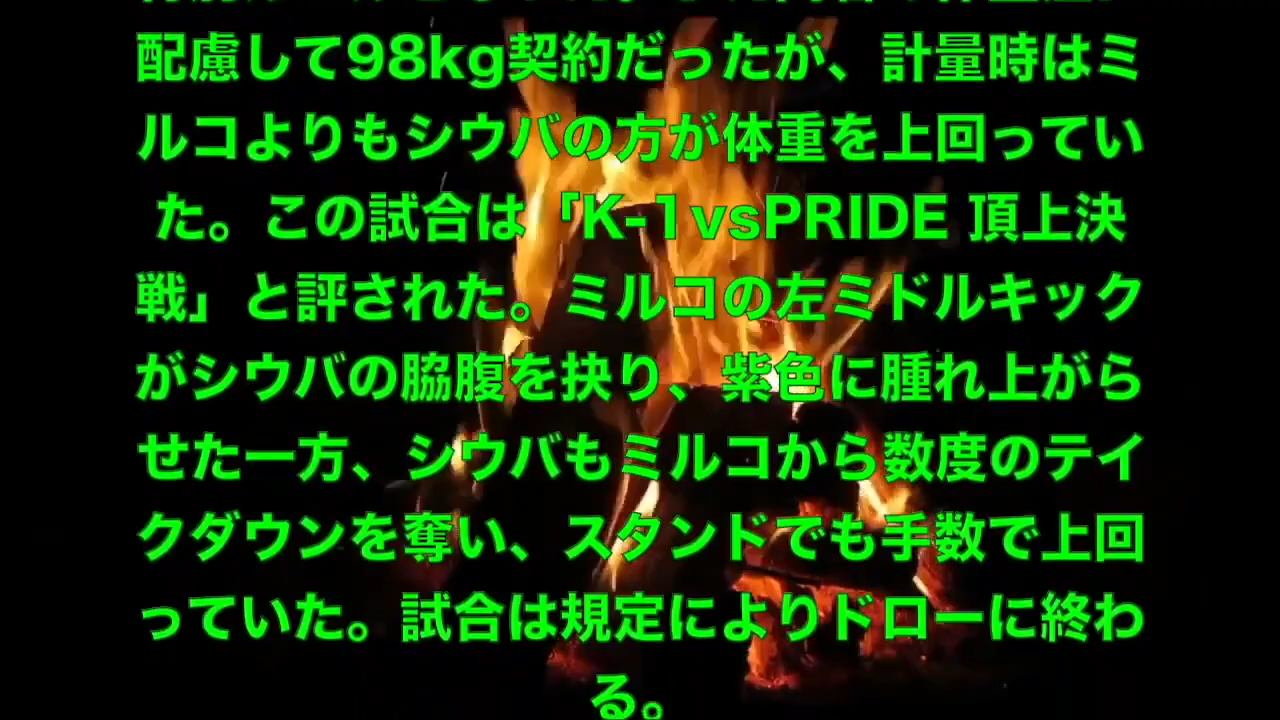 配慮して98kg契約だったが、計量時はミ
ルコよりもシウバの方が体重を上回ってい
た。この試合は「K-1vsPRIDE 頂上決
戦」と評された。ミルコの左ミドルキック
がシウバの脇腹を抉り、紫色に腫れ上がら
せた一方、シウバもミルコから数度のテイ
クダウンを奪い、スタンドでも手数で上回
っていた。試合は規定によりドローに終わ
る。